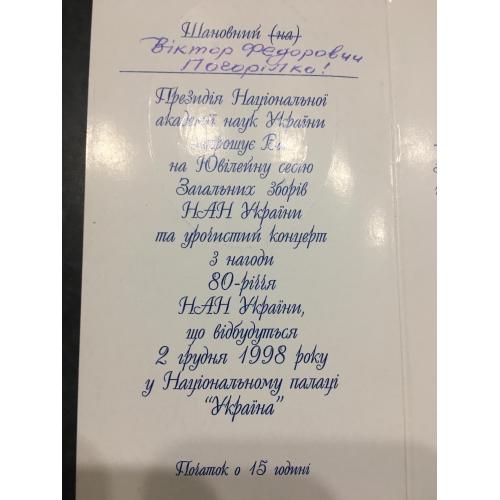 Шановний (на)
Віктор Федорович
Погорілко!
Президія Національної
академії наук України
запрошує Вас
на Ювілейну сесію
Загальних зборів
НАН України
та урочистий концерт
з нагоди
80-річчя
НАН України,
що відбудуться
2 грудня 1998 року
у Національному палаці
“Україна”
Початок о 15 годині